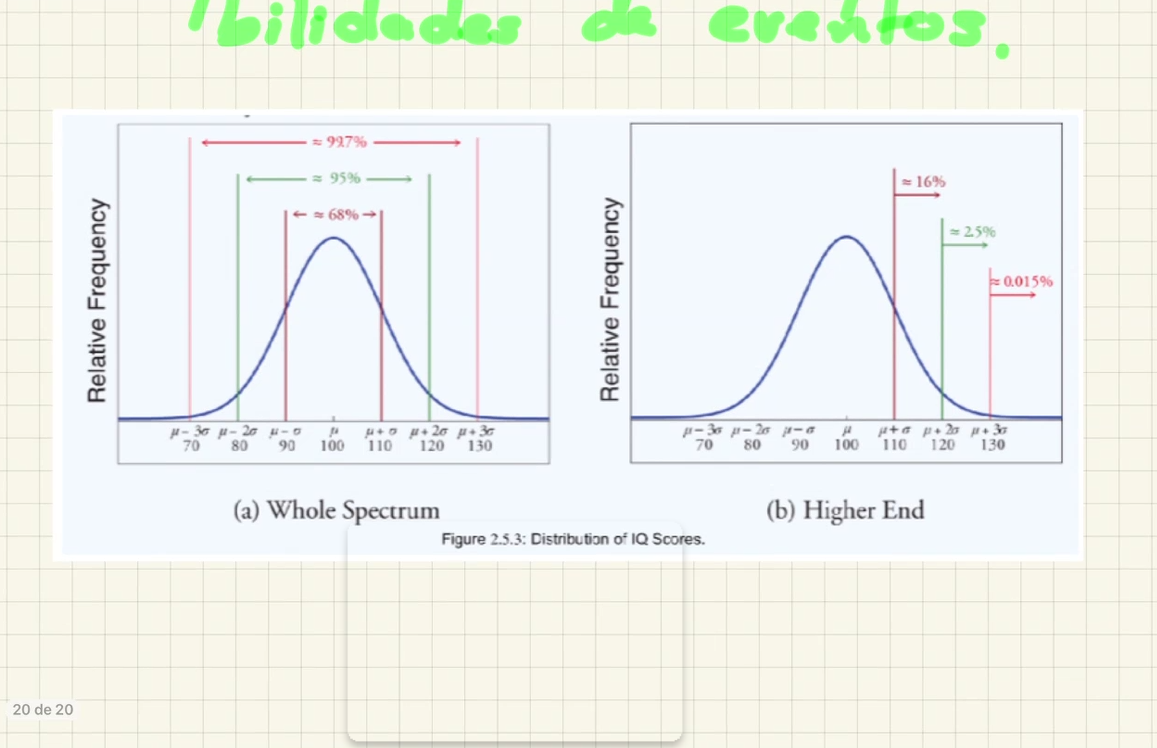 bilidades de eventos.
≈ 99.7%
≈ 95%
≈ 68%
Relative Frequency
μ − 3σ μ − 2σ μ − σ μ μ + σ μ + 2σ μ + 3σ
70 80 90 100 110 120 130
(a) Whole Spectrum
≈ 16%
≈ 2.5%
≈ 0.015%
Relative Frequency
μ − 3σ μ − 2σ μ − σ μ μ + σ μ + 2σ μ + 3σ
70 80 90 100 110 120 130
(b) Higher End
Figure 2.5.3: Distribution of IQ Scores.
20 de 20